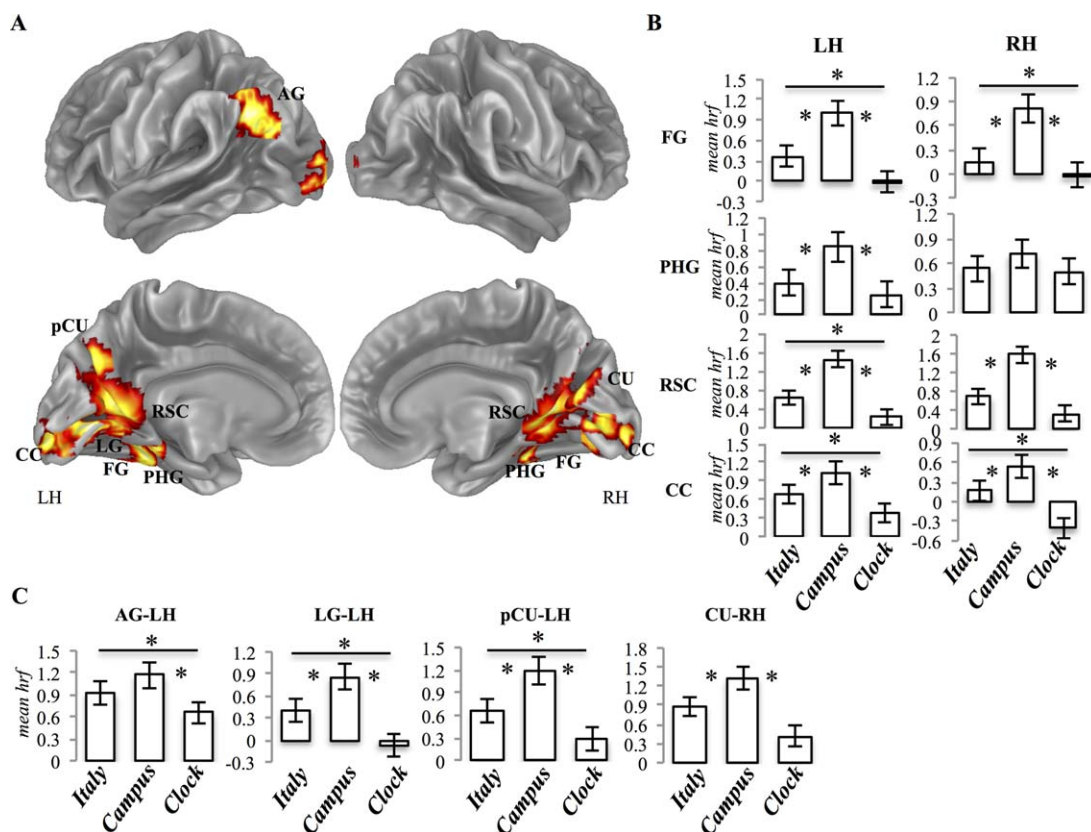 A
AG
pCU
RSC
CC
LG
FG
PHG
LH
CU
RSC
CC
PHG
FG
RH
B
LH
RH
FG
mean hrf
1.5
1.2
0.9
0.6
0.3
0
-0.3
*
* *
1.2
0.9
0.6
0.3
0
-0.3
*
* *
PHG
mean hrf
1.2
1
0.8
0.6
0.4
0.2
0
* *
1.2
0.9
0.6
0.3
0
RSC
mean hrf
2
1.6
1.2
0.8
0.4
0
*
* *
2
1.6
1.2
0.8
0.4
0
* *
CC
mean hrf
1.5
1.2
0.9
0.6
0.3
0
*
* *
0.9
0.6
0.3
0
-0.3
-0.6
*
* *
Italy
Campus
Clock
Italy
Campus
Clock
C
AG-LH
mean hrf
1.5
1.2
0.9
0.6
0.3
0
*
*
Italy
Campus
Clock
LG-LH
1.2
0.9
0.6
0.3
0
-0.3
*
* *
Italy
Campus
Clock
pCU-LH
1.5
1.2
0.9
0.6
0.3
0
*
* *
Italy
Campus
Clock
CU-RH
1.8
1.5
1.2
0.9
0.6
0.3
0
* *
Italy
Campus
Clock